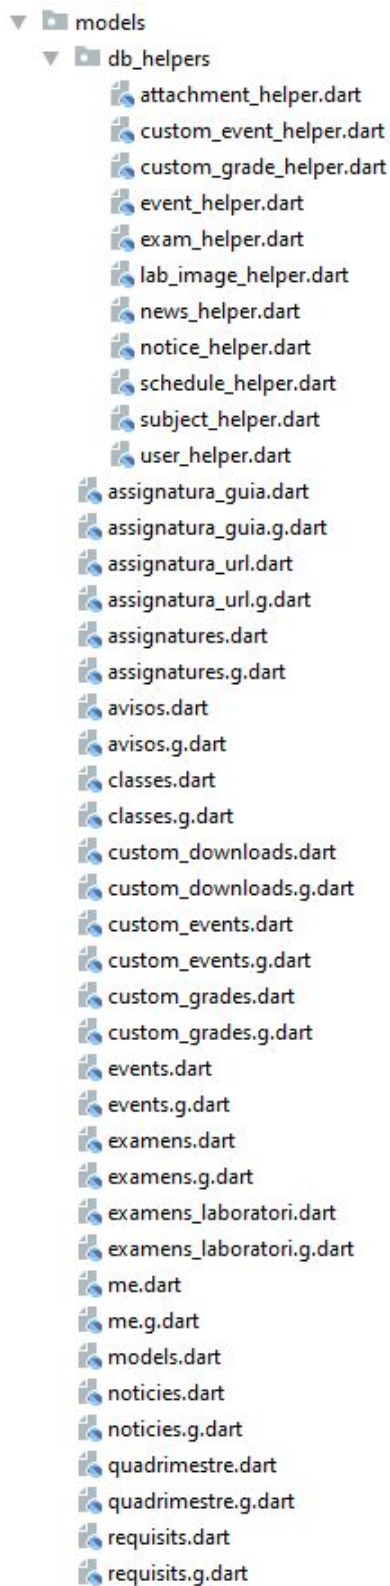 models
db_helpers
attachment_helper.dart
custom_event_helper.dart
custom_grade_helper.dart
event_helper.dart
exam_helper.dart
lab_image_helper.dart
news_helper.dart
notice_helper.dart
schedule_helper.dart
subject_helper.dart
user_helper.dart
assignatura_guia.dart
assignatura_guia.g.dart
assignatura_url.dart
assignatura_url.g.dart
assignatures.dart
assignatures.g.dart
avisos.dart
avisos.g.dart
classes.dart
classes.g.dart
custom_downloads.dart
custom_downloads.g.dart
custom_events.dart
custom_events.g.dart
custom_grades.dart
custom_grades.g.dart
events.dart
events.g.dart
examens.dart
examens.g.dart
examens_laboratori.dart
examens_laboratori.g.dart
me.dart
me.g.dart
models.dart
noticies.dart
noticies.g.dart
quadrimestre.dart
quadrimestre.g.dart
requisits.dart
requisits.g.dart